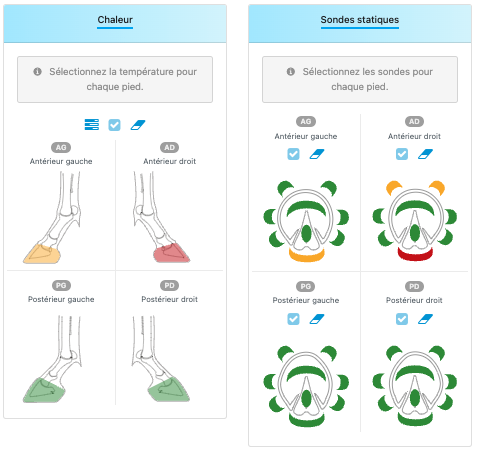 Chaleur
Sélectionnez la température pour
chaque pied.
AG
Antérieur gauche
AD
Antérieur droit
PG
Postérieur gauche
PD
Postérieur droit
Sondes statiques
Sélectionnez les sondes pour
chaque pied.
AG
Antérieur gauche
AD
Antérieur droit
PG
Postérieur gauche
PD
Postérieur droit